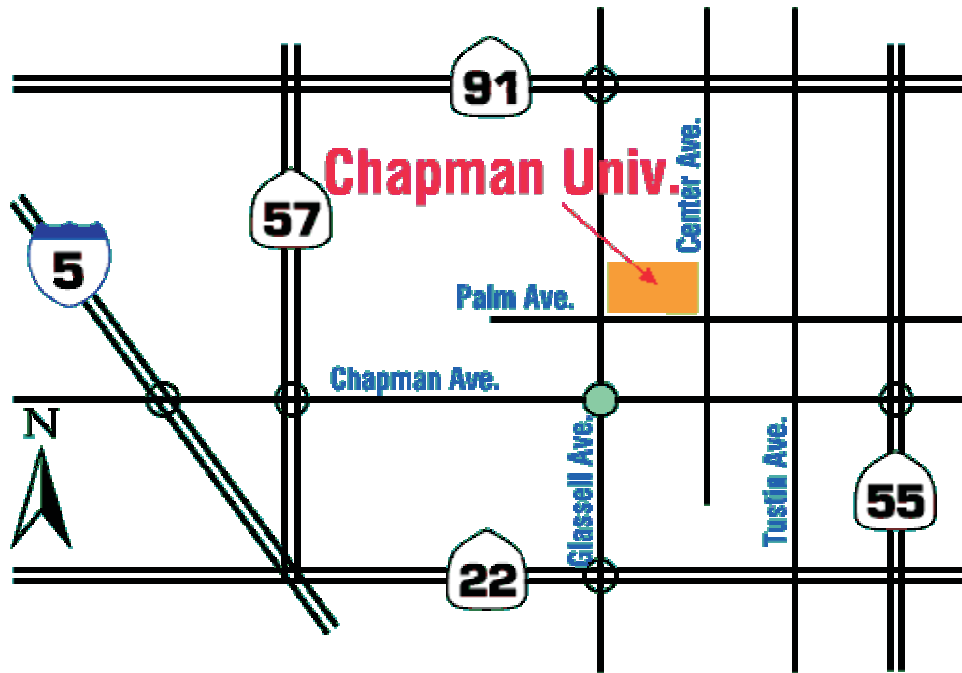 91
Chapman Univ.
Center Ave.
57
5
Palm Ave.
Chapman Ave.
N
Glassell Ave.
Tustin Ave.
55
22